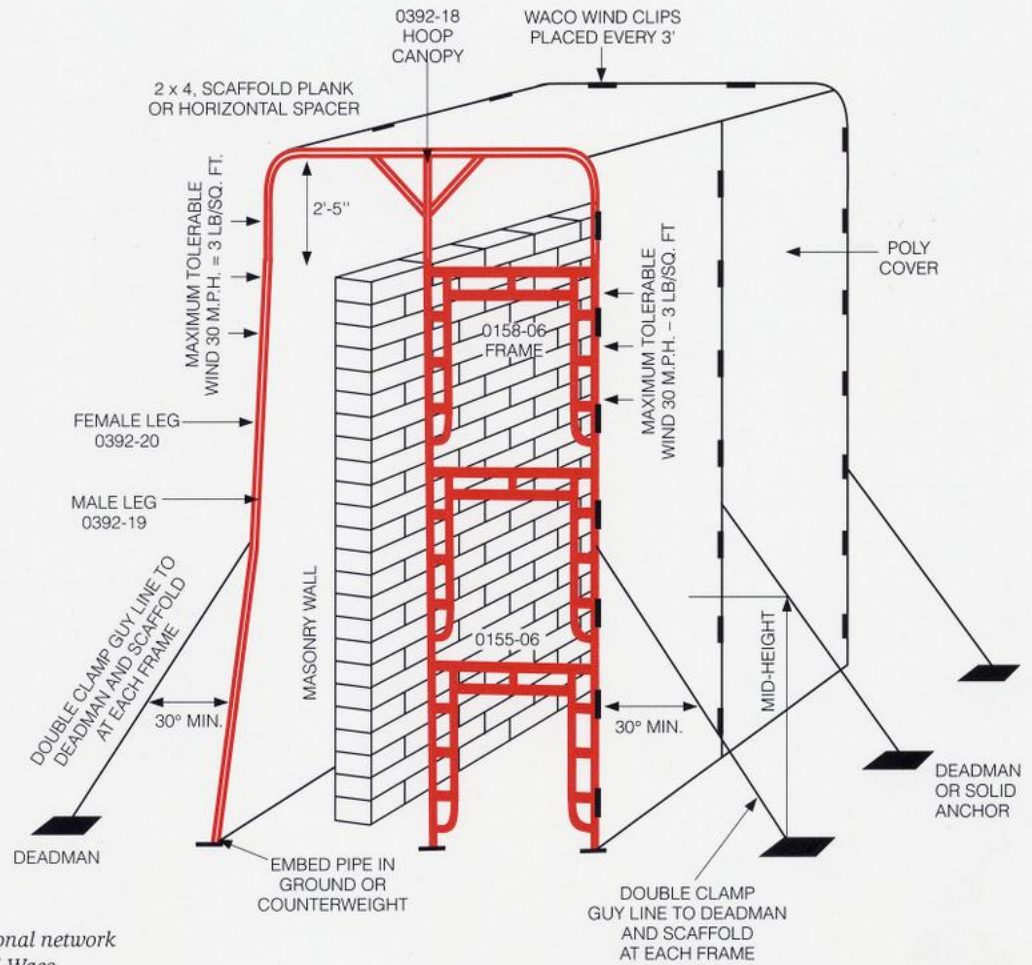 0392-18
HOOP
CANOPY
WACO WIND CLIPS
PLACED EVERY 3'
2 x 4, SCAFFOLD PLANK
OR HORIZONTAL SPACER
MAXIMUM TOLERABLE
WIND 30 M.P.H. = 3 LB/SQ. FT.
2'-5"
POLY
COVER
0158-06
FRAME
MAXIMUM TOLERABLE
WIND 30 M.P.H. – 3 LB/SQ. FT
FEMALE LEG
0392-20
MALE LEG
0392-19
DOUBLE CLAMP GUY LINE TO
DEADMAN AND SCAFFOLD
AT EACH FRAME
MASONRY WALL
0155-06
MID-HEIGHT
30° MIN.
30° MIN.
DEADMAN
OR SOLID
ANCHOR
DEADMAN
EMBED PIPE IN
GROUND OR
COUNTERWEIGHT
DOUBLE CLAMP
GUY LINE TO DEADMAN
AND SCAFFOLD
AT EACH FRAME
onal network
Waco